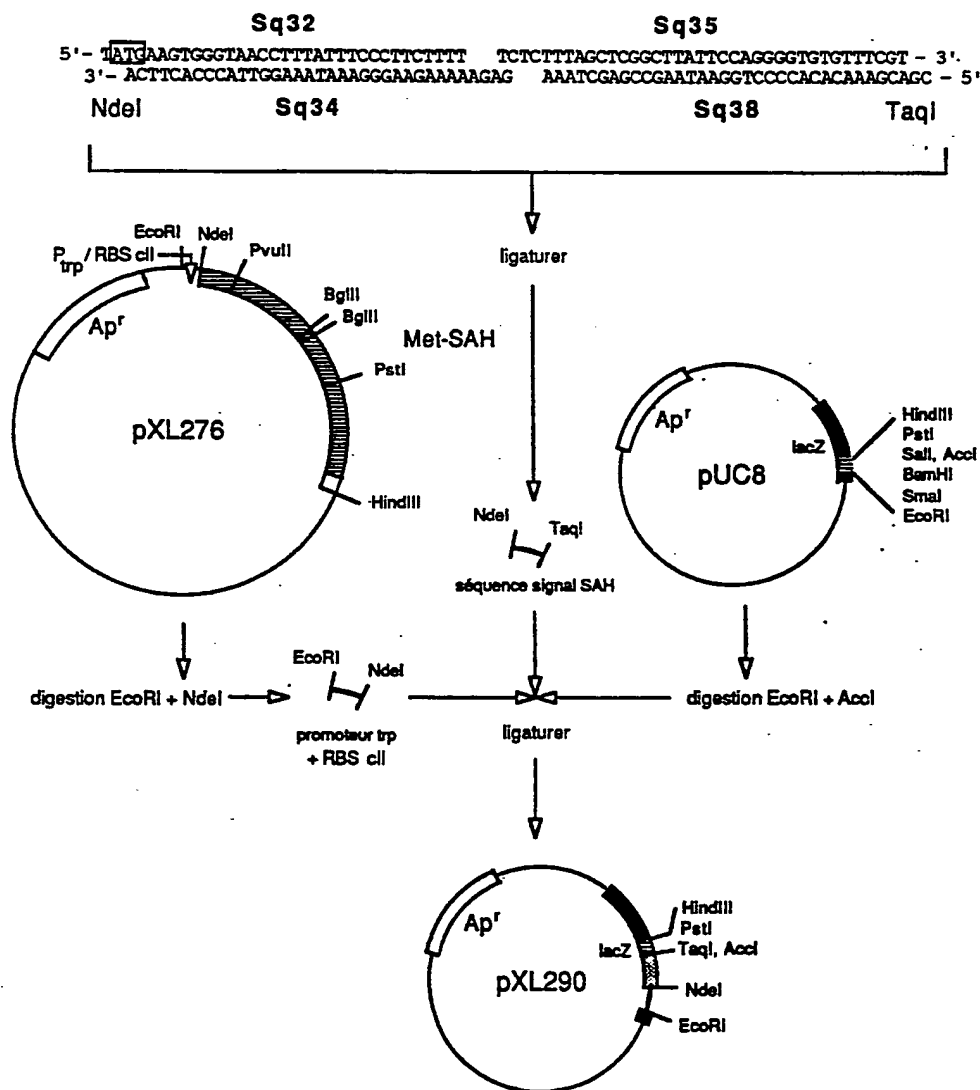 Sq32 Sq35
5'- TATGAAGTGGGTAACCTTTATTTCCCTTCTTTT TCTCTTTAGCTCGGCTTATTCCAGGGGTGTGTTTCGT - 3'
3'- ACTTCACCCATTGGAAATAAAGGGAAGAAAAAGAG AAATCGAGCCGAATAAGGTCCCCACACAAAGCAGC - 5'
NdeI Sq34 Sq38 TaqI
EcoRI NdeI
Ptrp/ RBS cII PvuII
ligaturer
BglII
BglII
Apr
Met-SAH
PstI
pXL276
HindIII
Apr
lacZ
HindIII
PstI
SalI, AccI
BamHI
SmaI
EcoRI
pUC8
NdeI TaqI
séquence signal SAH
EcoRI NdeI
digestion EcoRI + NdeI
digestion EcoRI + AccI
promoteur trp
+ RBS cII
ligaturer
Apr
HindIII
PstI
lacZ TaqI, AccI
pXL290
NdeI
EcoRI